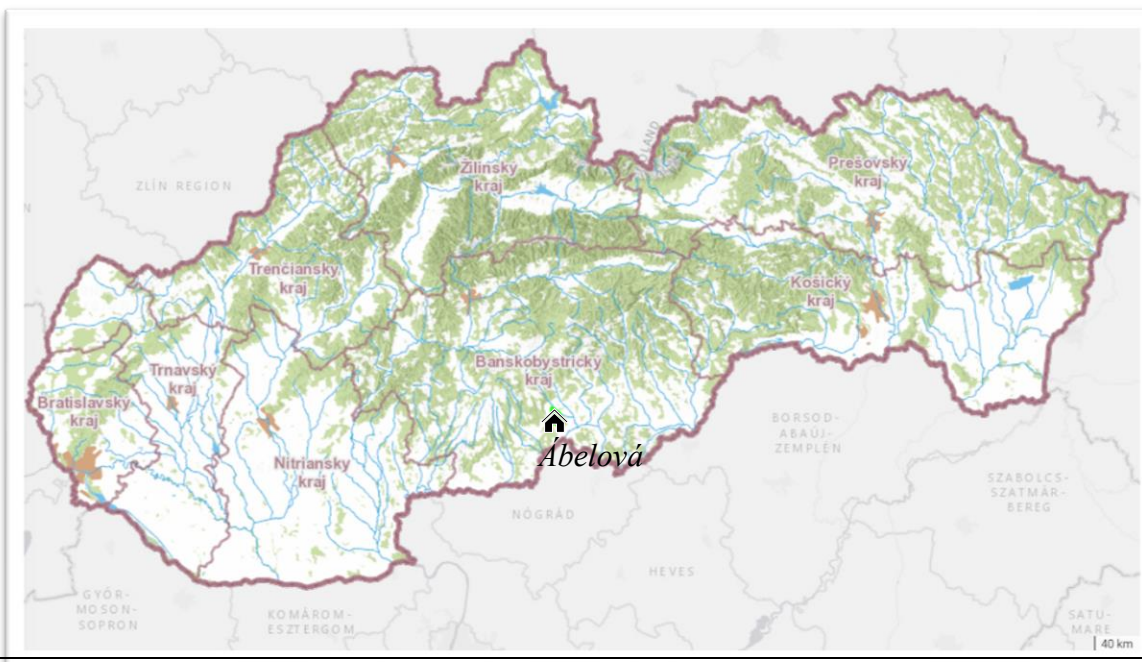 ZLÍN REGION
LAND
Žilinský
kraj
Prešovský
kraj
Trenčiansky
kraj
Košický
kraj
Banskobystrický
kraj
Trnavský
kraj
Bratislavský
kraj
Nitriansky
kraj
Ábelová
BORSOD-
ABAÚJ-
ZEMPLÉN
SZABOLCS-
SZATMÁR-
BEREG
NÓGRÁD
HEVES
GYŐR-
MOSON-
SOPRON
KOMÁROM-
ESZTERGOM
SATU-
MARE
40 km